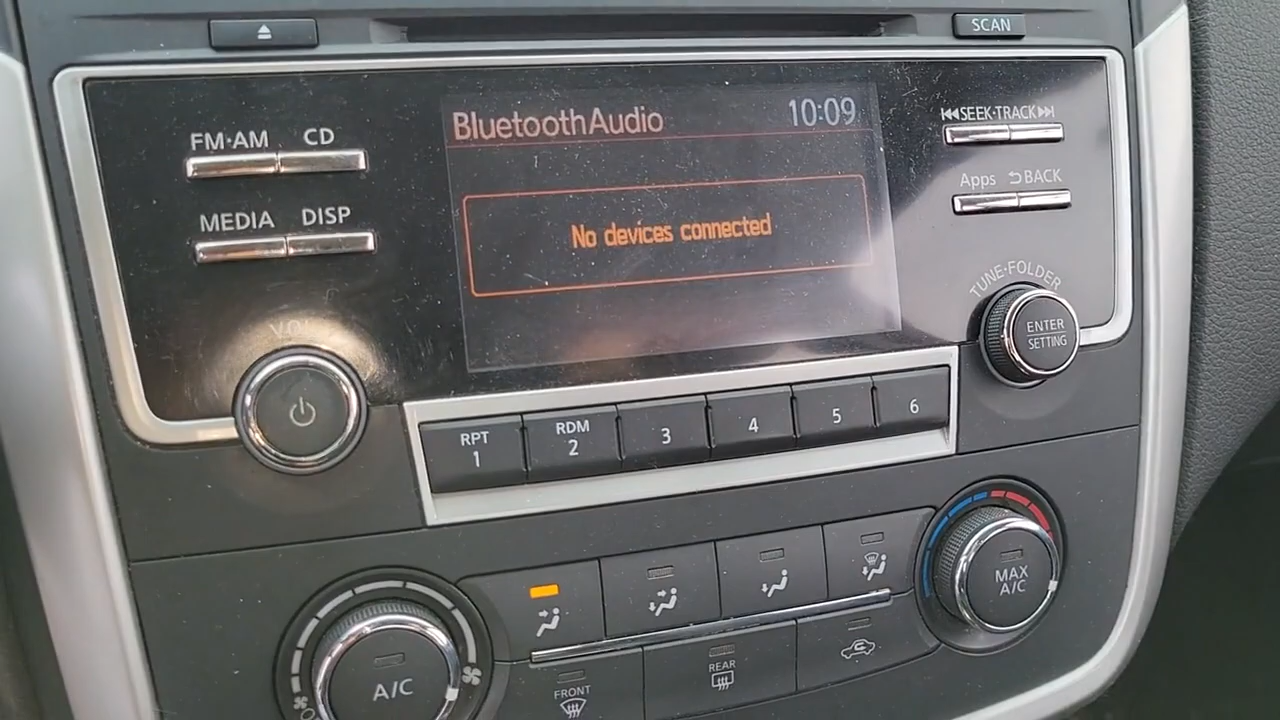 SCAN
FM·AM CD
MEDIA DISP
VOL
BluetoothAudio 10:09
No devices connected
SEEK·TRACK
Apps BACK
TUNE·FOLDER
ENTER
SETTING
RPT
1
RDM
2
3
4
5
6
MAX
A/C
A/C
FRONT
REAR